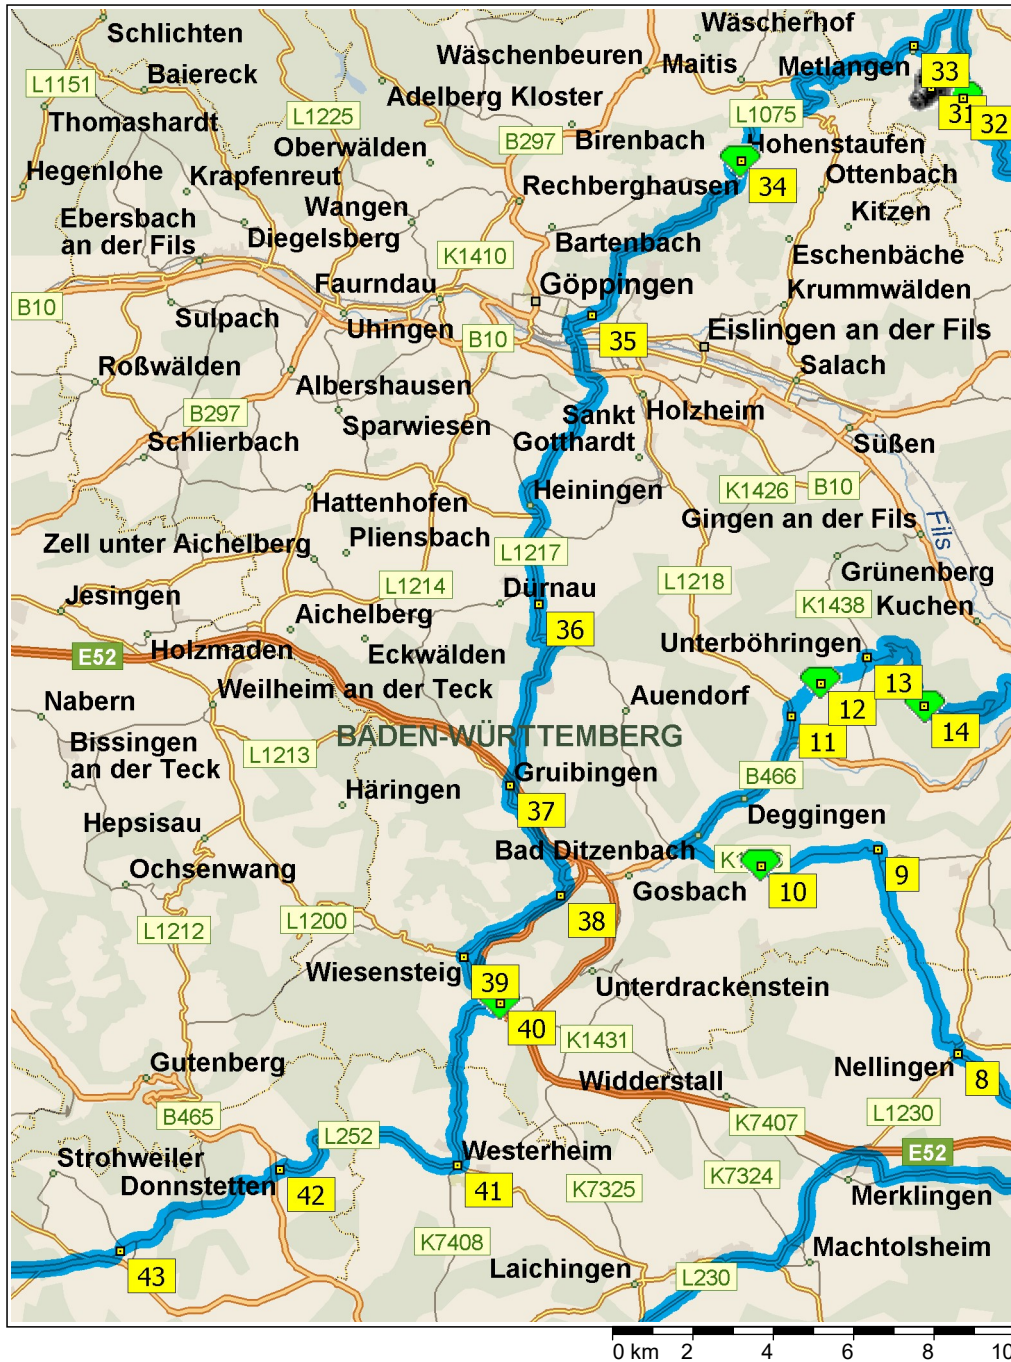 Schlichten
Wäscherhof
L1151
Baiereck
Wäschenbeuren
Maitis
Metlangen
33
Adelberg Kloster
Thomashardt
L1225
L1075
31
32
B297
Birenbach
Hohenstaufen
Oberwälden
Hegenlohe
Krapfenreut
Rechberghausen
34
Ottenbach
Wangen
Kitzen
Ebersbach
an der Fils
Diegelsberg
Bartenbach
Eschenbäche
K1410
Faurndau
Göppingen
Krummwälden
B10
Sulpach
Uhingen
B10
35
Eislingen an der Fils
Roßwälden
Salach
Albershausen
B297
Sparwiesen
Sankt
Gotthardt
Holzheim
Schlierbach
Süßen
Hattenhofen
Heiningen
K1426
B10
Gingen an der Fils
Fils
Zell unter Aichelberg
Pliensbach
L1217
Jesingen
L1214
Dürnau
L1218
Grünenberg
K1438
Kuchen
Aichelberg
36
E52
Holzmaden
Eckwälden
Unterböhringen
Nabern
Weilheim an der Teck
Auendorf
12
13
14
11
BADEN-WÜRTTEMBERG
Bissingen
an der Teck
L1213
Gruibingen
B466
Häringen
37
Deggingen
Hepsisau
Bad Ditzenbach
Ochsenwang
Gosbach
10
9
L1212
L1200
38
Wiesensteig
39
Unterdrackenstein
40
K1431
Gutenberg
Widderstall
Nellingen
8
B465
K7407
L1230
L252
E52
Strohweiler
Donnstetten
42
Westerheim
41
K7325
K7324
Merklingen
K7408
43
Laichingen
L230
Machtolsheim
0 km 2 4 6 8 10